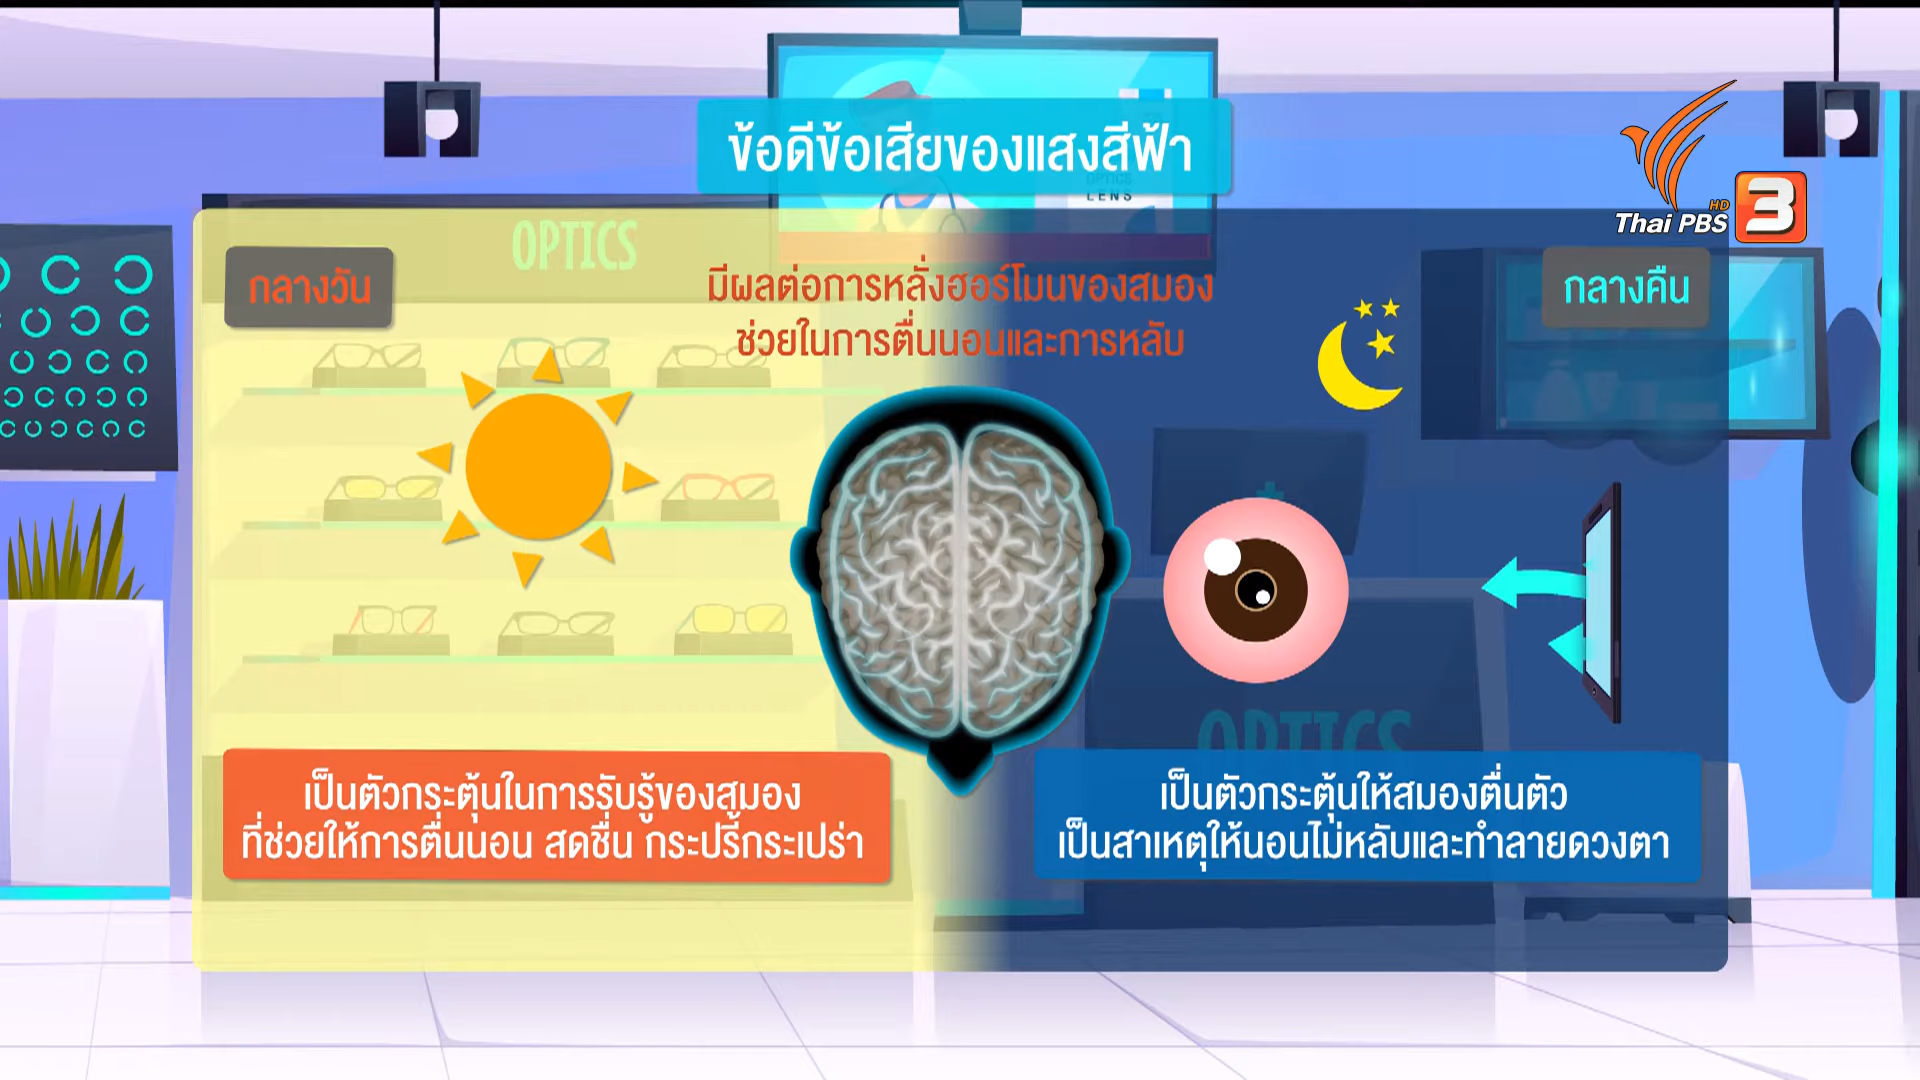 ข้อดีข้อเสียของแสงสีฟ้า
OPTICS
LENS
Thai PBS HD 3
OPTICS
กลางวัน
มีผลต่อการหลั่งฮอร์โมนของสมอง
ช่วยในการตื่นนอนและการหลับ
กลางคืน
OPTICS
เป็นตัวกระตุ้นในการรับรู้ของสมอง
ที่ช่วยให้การตื่นนอน สดชื่น กระปรี้กระเปร่า
เป็นตัวกระตุ้นให้สมองตื่นตัว
เป็นสาเหตุให้นอนไม่หลับและทำลายดวงตา